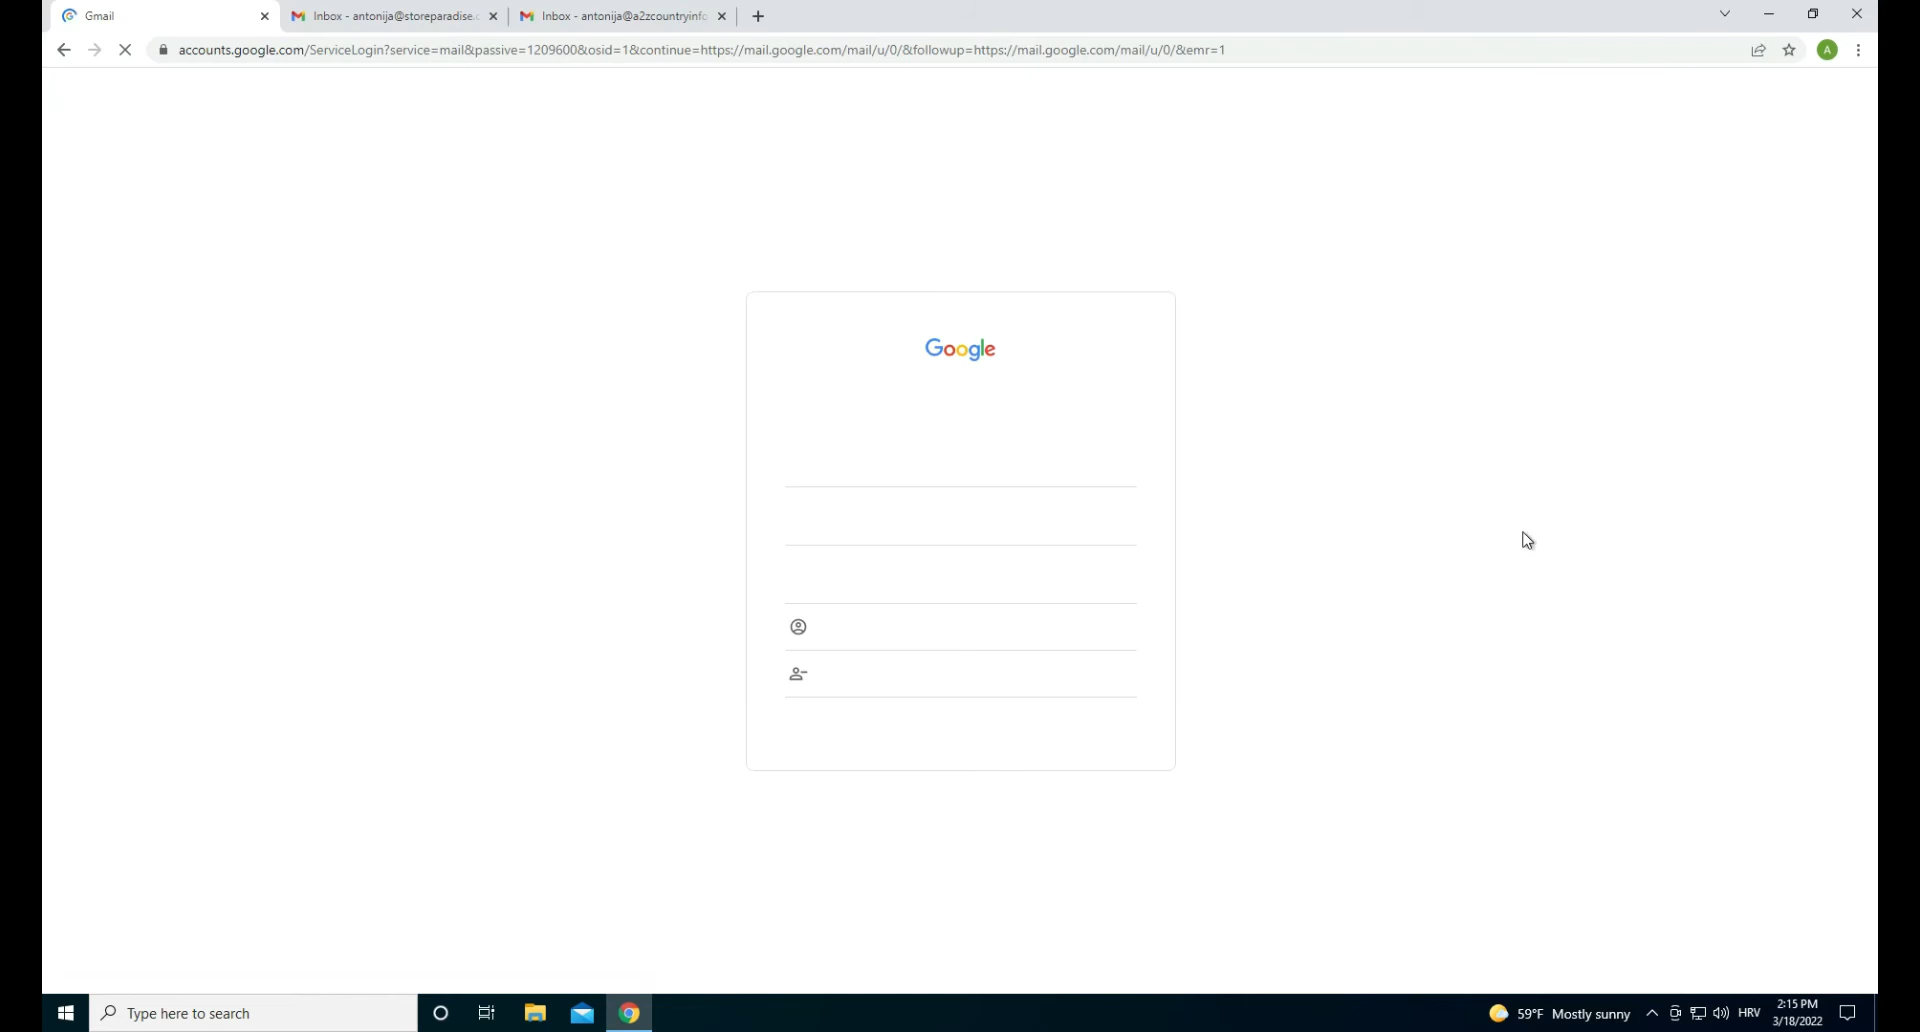 Gmail
Inbox - antonija@storeparadise.c
Inbox - antonija@a2zcountryinfo
accounts.google.com/ServiceLogin?service=mail&passive=1209600&osid=1&continue=https://mail.google.com/mail/u/0/&followup=https://mail.google.com/mail/u/0/&emr=1
A
Google
Type here to search
59°F Mostly sunny
HRV
2:15 PM
3/18/2022